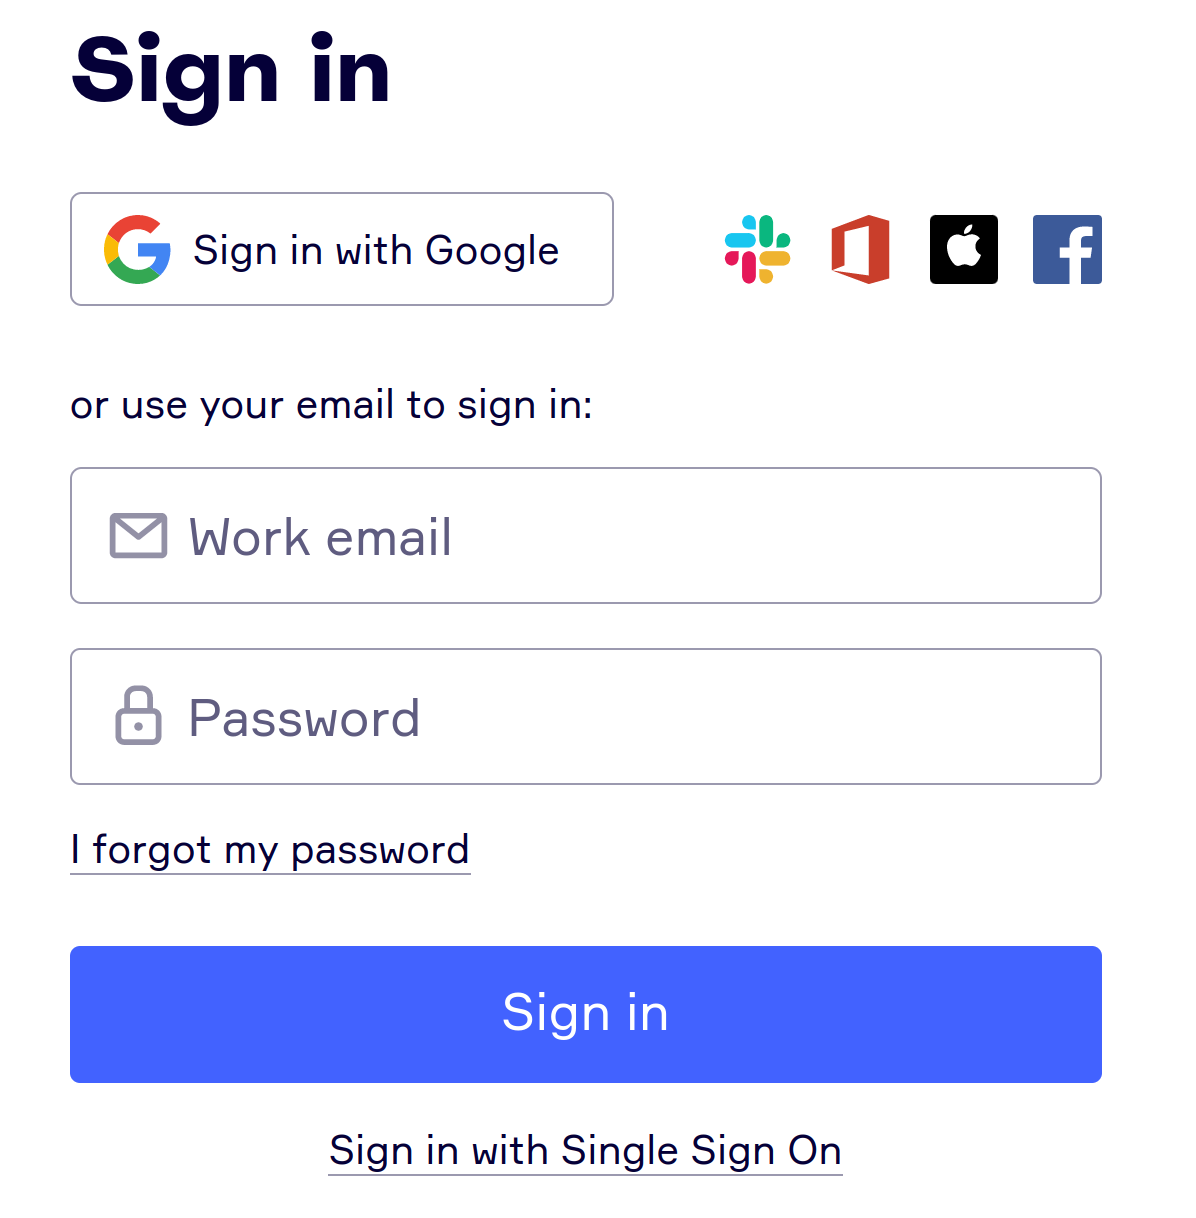 Sign in
Sign in with Google
or use your email to sign in:
Work email
Password
I forgot my password
Sign in
Sign in with Single Sign On